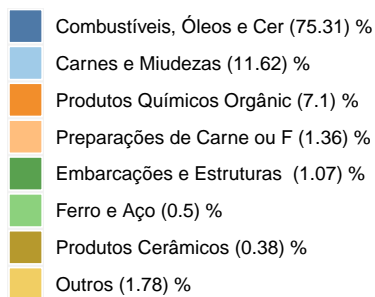 Combustíveis, Óleos e Cer (75.31) %
Carnes e Miudezas (11.62) %
Produtos Químicos Orgânic (7.1) %
Preparações de Carne ou F (1.36) %
Embarcações e Estruturas (1.07) %
Ferro e Aço (0.5) %
Produtos Cerâmicos (0.38) %
Outros (1.78) %